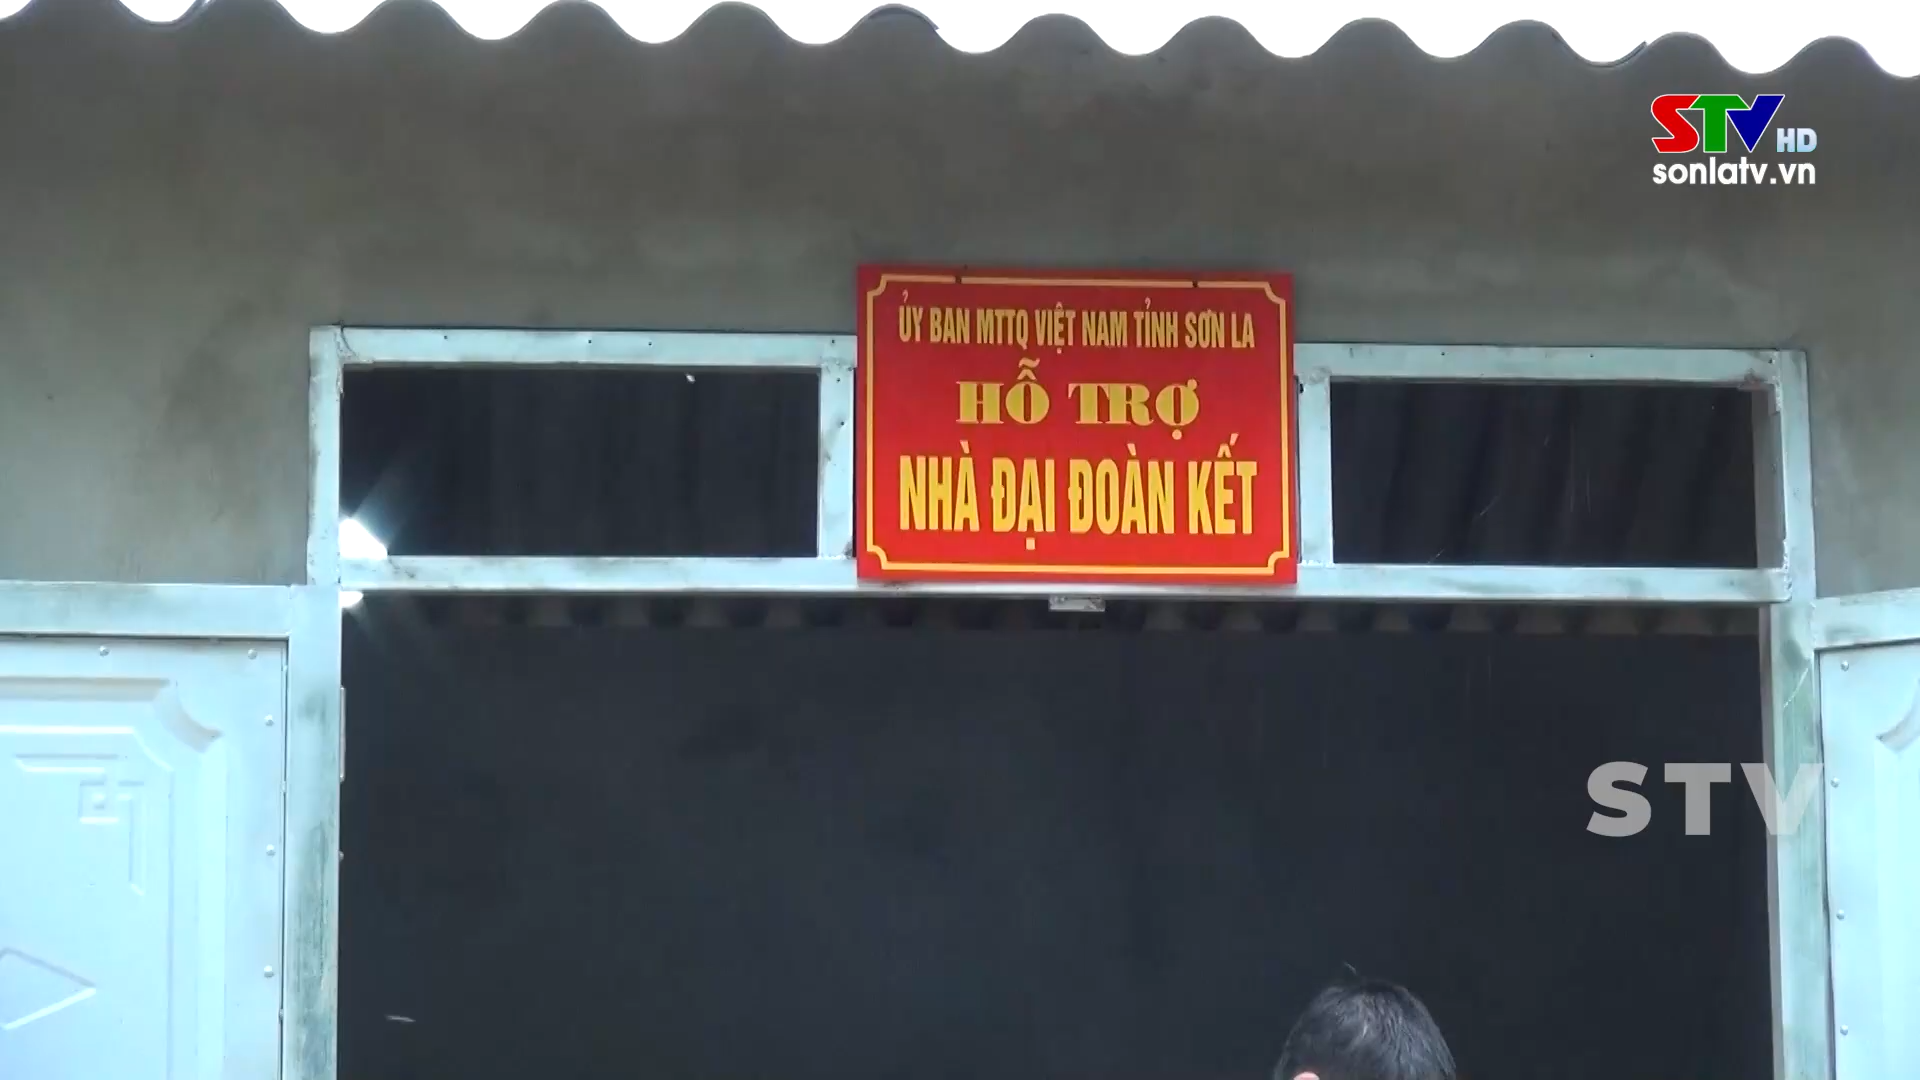 STV HD
sonlatv.vn
ỦY BAN MTTQ VIỆT NAM TỈNH SƠN LA
HỖ TRỢ
NHÀ ĐẠI ĐOÀN KẾT
STV